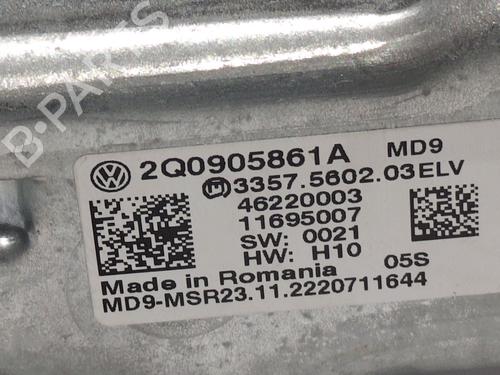 B-PARTS
2Q0905861A MD9
3357.5602.03ELV
46220003
11695007
SW: 0021
HW: H10 05S
Made in Romania
MD9-MSR23.11.2220711644